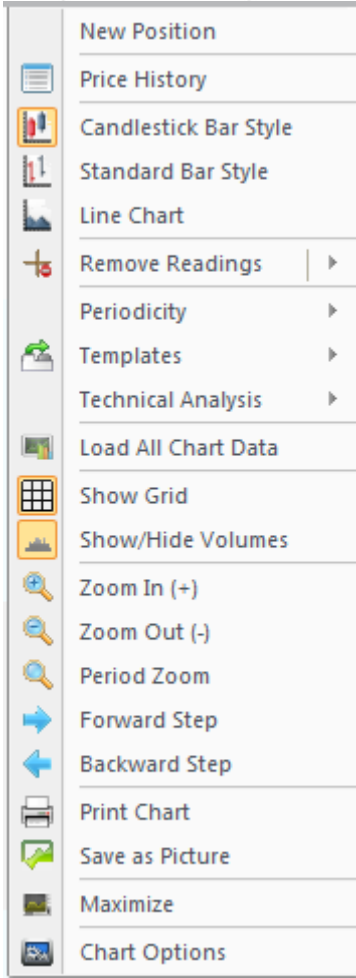 New Position
Price History
Candlestick Bar Style
Standard Bar Style
Line Chart
Remove Readings
Periodicity
Templates
Technical Analysis
Load All Chart Data
Show Grid
Show/Hide Volumes
Zoom In (+)
Zoom Out (-)
Period Zoom
Forward Step
Backward Step
Print Chart
Save as Picture
Maximize
Chart Options